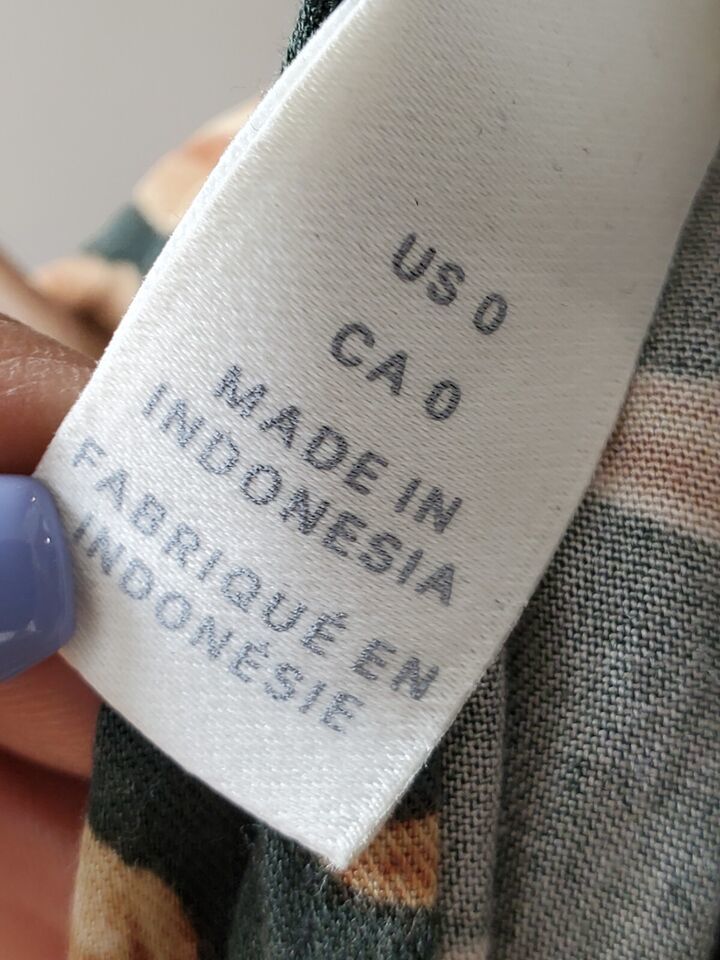 US 0
CA 0
MADE IN
INDONESIA
FABRIQUÉ EN
INDONÉSIE